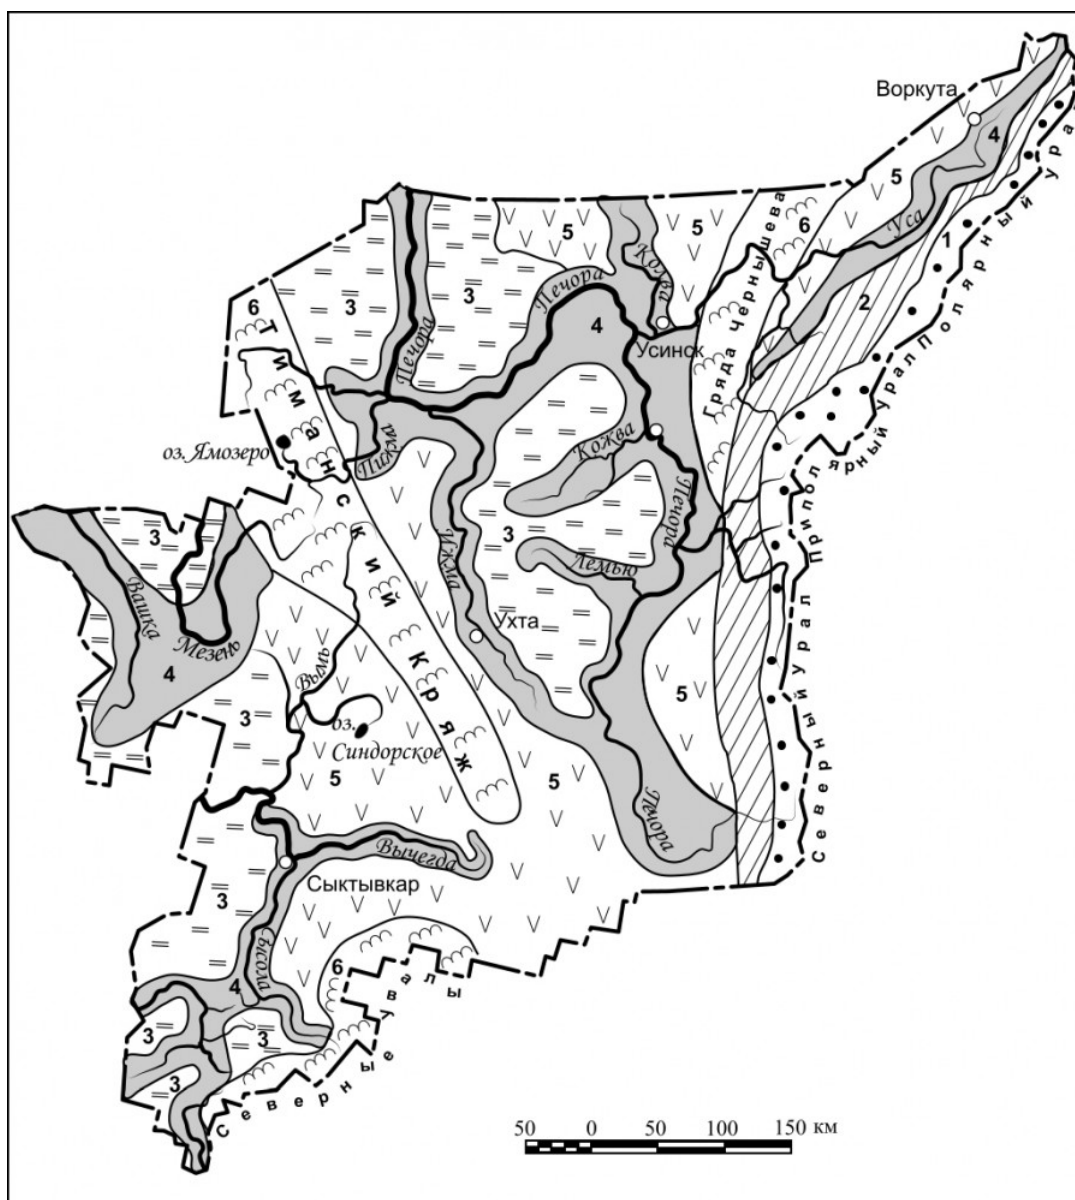 Воркута
4
5
Уса
1
2
Полярный Ура
6
Гряда Чернышева
5
5
Колва
3
3
Печора
Печора
4
Усинск
6
Тиманский Кряж
оз. Ямозеро
Пижма
Кожва
Печора
3
Ижма
Лемью
Ухта
3
Вашка
Мезень
4
Вымь
3
оз.
Синдорское
5
5
5
Печора
Приполярный Урал
Северный Урал
Вычегда
Сыктывкар
3
Сысола
4
6
3
3
3
Северные Увалы
50 0 50 100 150 км